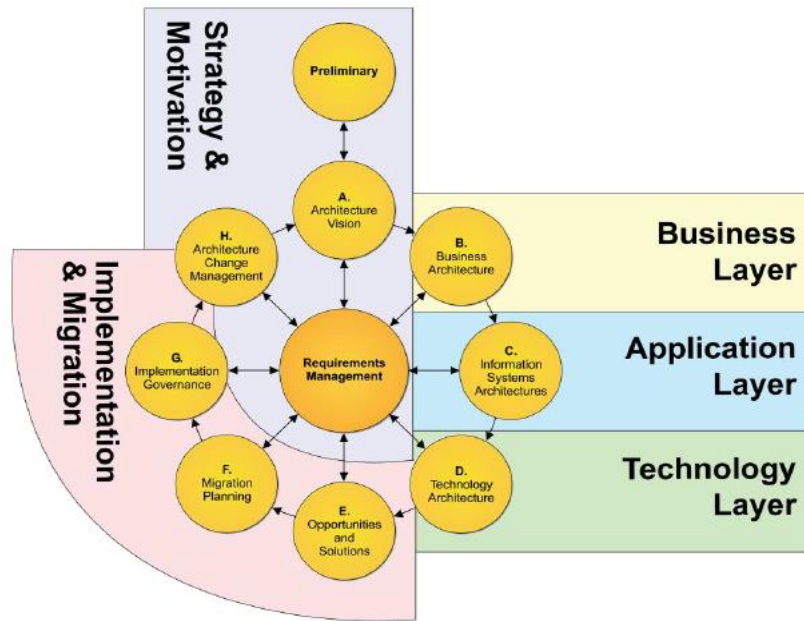 Strategy &
Motivation
Preliminary
A.
Architecture
Vision
H.
Architecture
Change
Management
B.
Business
Architecture
Business
Layer
Implementation
& Migration
G.
Implementation
Governance
Requirements
Management
C.
Information
Systems
Architectures
Application
Layer
F.
Migration
Planning
E.
Opportunities
and
Solutions
D.
Technology
Architecture
Technology
Layer